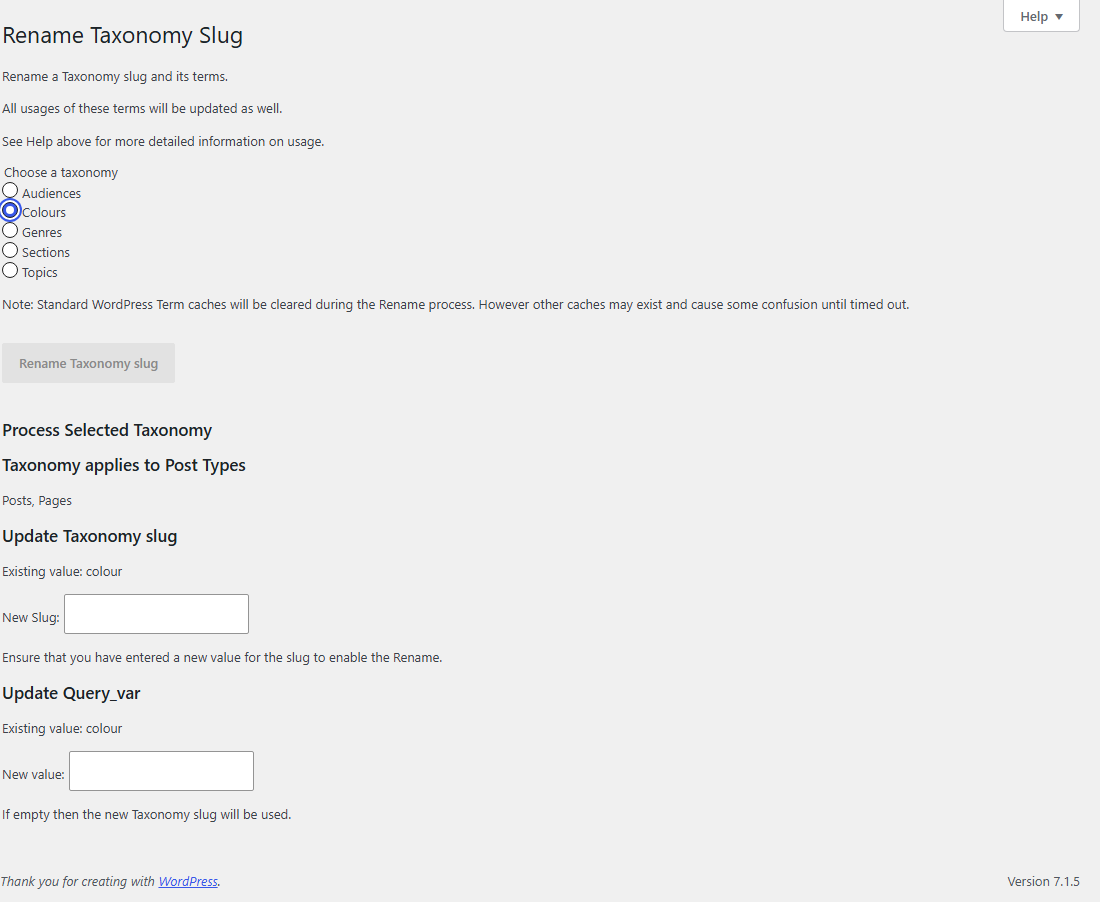 Help ▼
Rename Taxonomy Slug
Rename a Taxonomy slug and its terms.
All usages of these terms will be updated as well.
See Help above for more detailed information on usage.
Choose a taxonomy
Audiences
Colours
Genres
Sections
Topics
Note: Standard WordPress Term caches will be cleared during the Rename process. However other caches may exist and cause some confusion until timed out.
Rename Taxonomy slug
Process Selected Taxonomy
Taxonomy applies to Post Types
Posts, Pages
Update Taxonomy slug
Existing value: colour
New Slug:
Ensure that you have entered a new value for the slug to enable the Rename.
Update Query_var
Existing value: colour
New value:
If empty then the new Taxonomy slug will be used.
Thank you for creating with WordPress.
Version 7.1.5